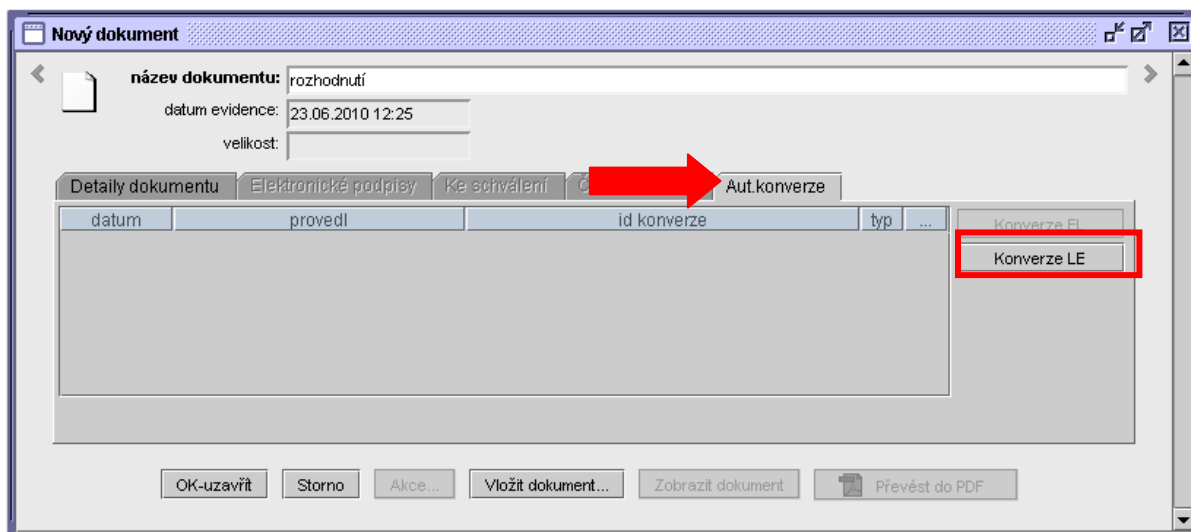 Nový dokument
název dokumentu: rozhodnutí
datum evidence: 23.06.2010 12:25
velikost:
Detaily dokumentu Elektronické podpisy Ke schválení Aut.konverze
datum provedl id konverze typ ...
Konverze EL
Konverze LE
OK-uzavřít Storno Akce... Vložit dokument... Zobrazit dokument Převést do PDF